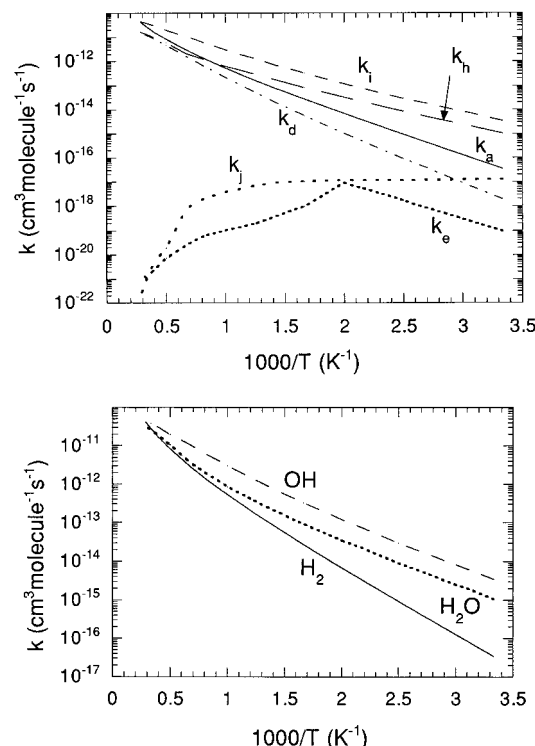 k (cm³molecule⁻¹s⁻¹)
10⁻¹²
10⁻¹⁴
10⁻¹⁶
10⁻¹⁸
10⁻²⁰
10⁻²²
k_i
k_h
k_d
k_a
k_j
k_e
0 0.5 1 1.5 2 2.5 3 3.5
1000/T (K⁻¹)
k (cm³molecule⁻¹s⁻¹)
10⁻¹¹
10⁻¹²
10⁻¹³
10⁻¹⁴
10⁻¹⁵
10⁻¹⁶
10⁻¹⁷
OH
H₂
H₂O
0 0.5 1 1.5 2 2.5 3 3.5
1000/T (K⁻¹)